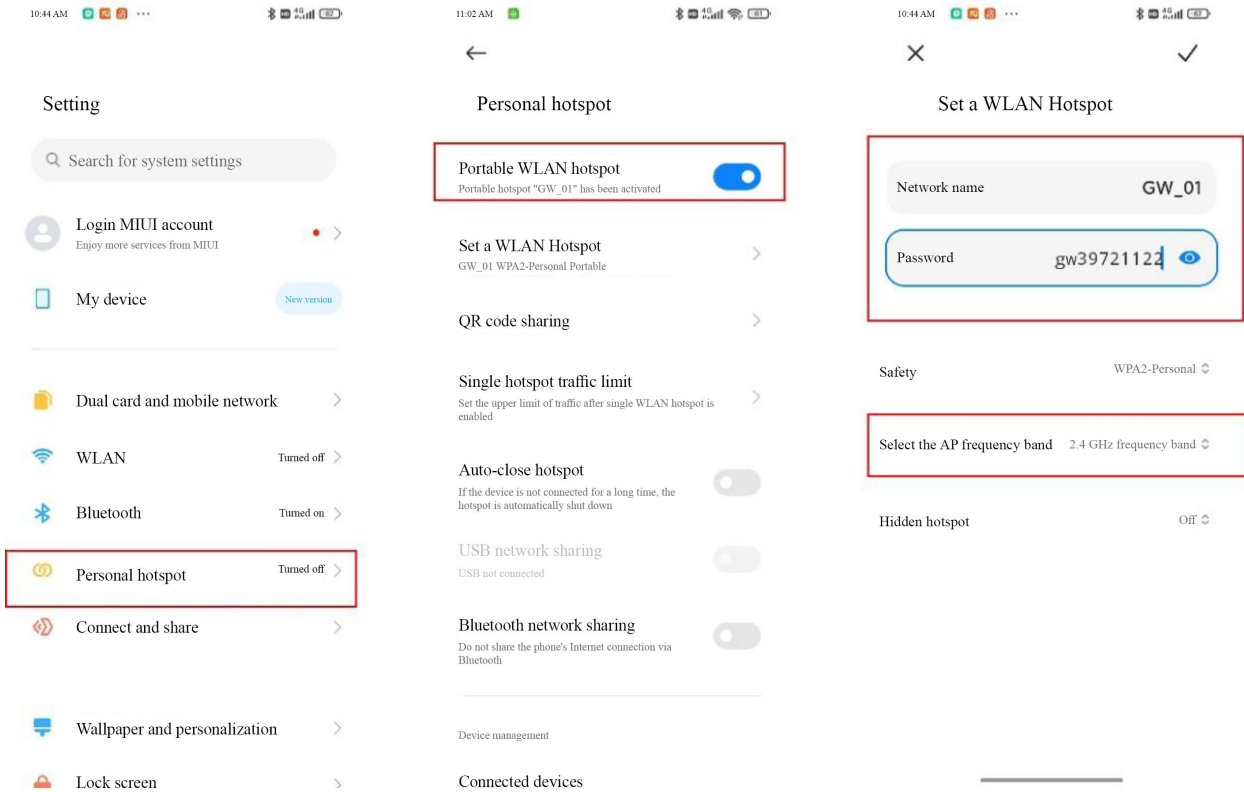 10:44 AM
4G
62
Setting
Search for system settings
Login MIUI account
Enjoy more services from MIUI
My device
New version
Dual card and mobile network
WLAN
Turned off
Bluetooth
Turned on
Personal hotspot
Turned off
Connect and share
Wallpaper and personalization
Lock screen
11:02 AM
4G
61
Personal hotspot
Portable WLAN hotspot
Portable hotspot "GW_01" has been activated
Set a WLAN Hotspot
GW_01 WPA2-Personal Portable
QR code sharing
Single hotspot traffic limit
Set the upper limit of traffic after single WLAN hotspot is
enabled
Auto-close hotspot
If the device is not connected for a long time, the
hotspot is automatically shut down
USB network sharing
USB not connected
Bluetooth network sharing
Do not share the phone's Internet connection via
Bluetooth
Device management
Connected devices
10:44 AM
4G
62
Set a WLAN Hotspot
Network name
GW_01
Password
gw39721122
Safety
WPA2-Personal
Select the AP frequency band
2.4 GHz frequency band
Hidden hotspot
Off